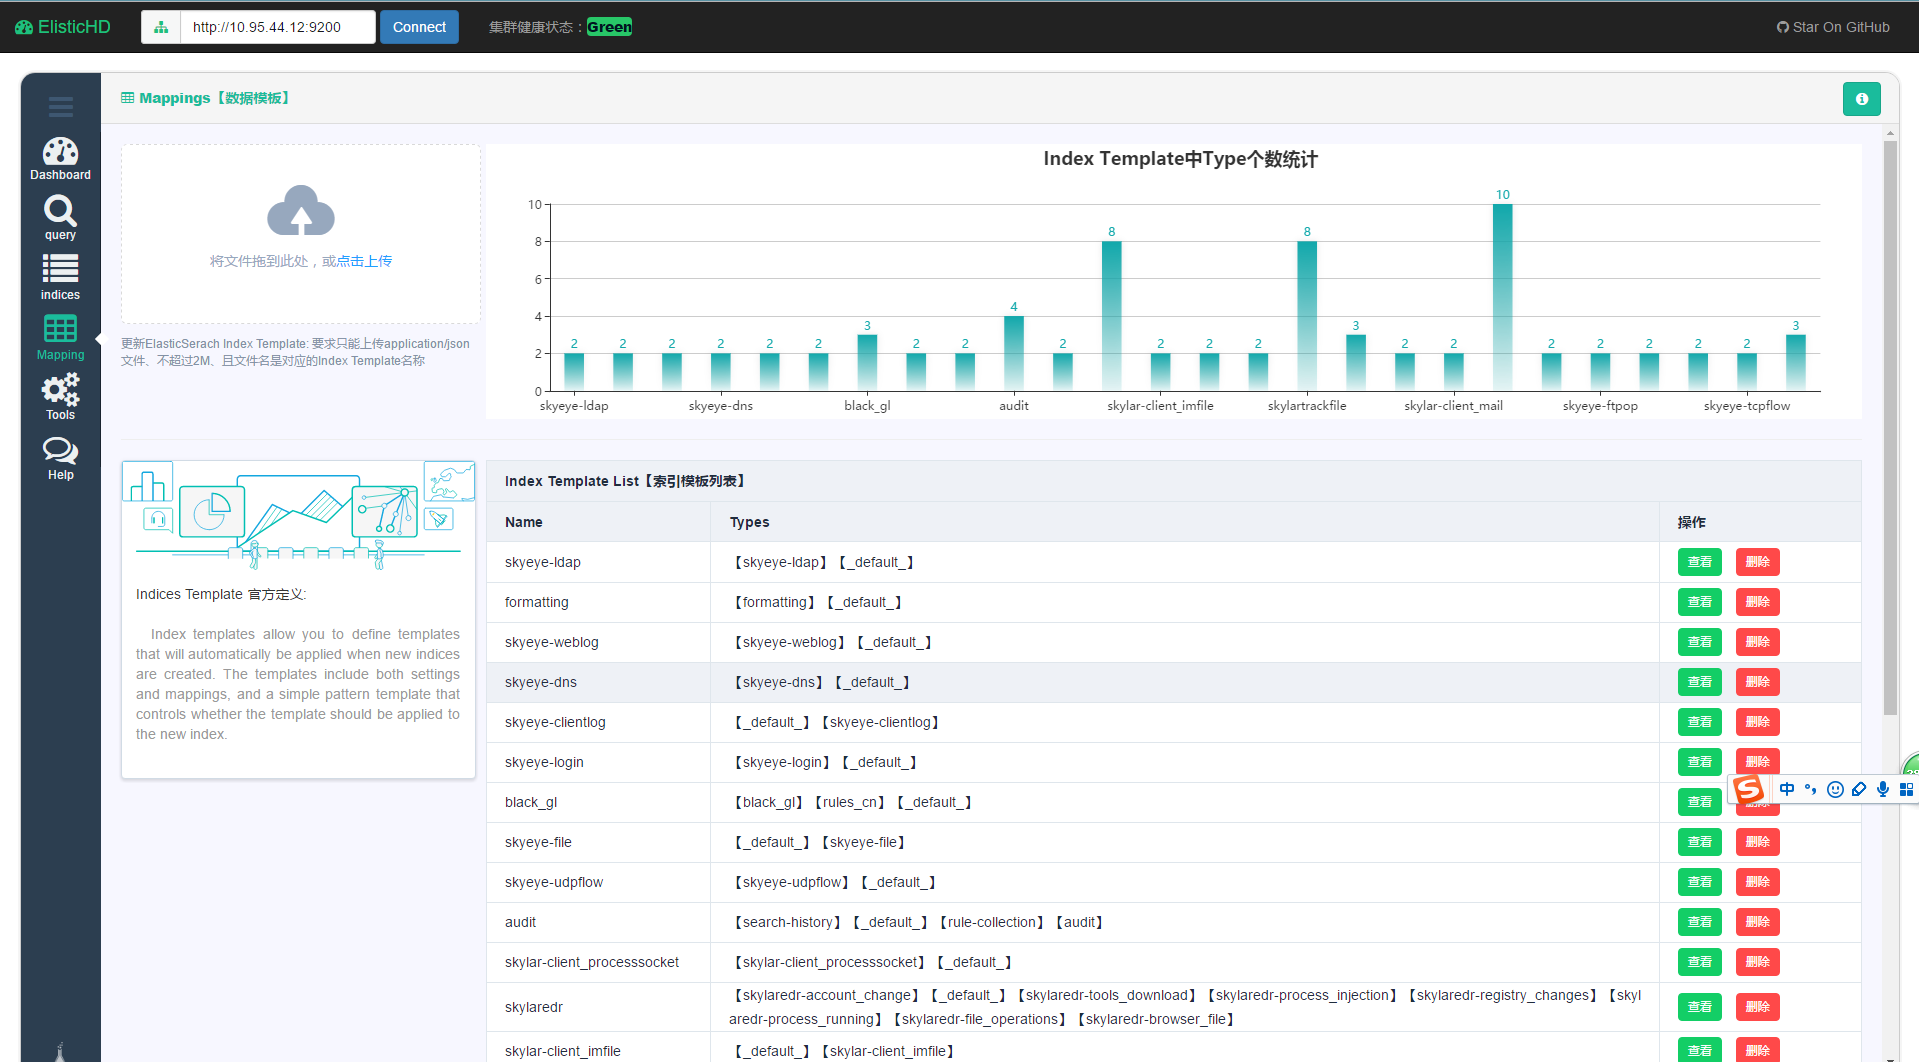 ElisticHD
http://10.95.44.12:9200
Connect
集群健康状态：Green
Star On GitHub
Dashboard
query
indices
Mapping
Tools
Help
Mappings【数据模板】
将文件拖到此处，或点击上传
更新ElasticSerach Index Template: 要求只能上传application/json
文件、不超过2M、且文件名是对应的Index Template名称
Index Template中Type个数统计
10
8
6
4
2
0
2 2 2 2 2 2 3 2 2 4 2 8 2 2 2 8 3 2 2 10 2 2 2 2 2 3
skyeye-ldap skyeye-dns black_gl audit skylar-client_imfile skylartrackfile skylar-client_mail skyeye-ftpop skyeye-tcpflow
Indices Template 官方定义:
Index templates allow you to define templates
that will automatically be applied when new indices
are created. The templates include both settings
and mappings, and a simple pattern template that
controls whether the template should be applied to
the new index.
Index Template List【索引模板列表】
Name Types 操作
skyeye-ldap 【skyeye-ldap】【_default_】 查看 删除
formatting 【formatting】【_default_】 查看 删除
skyeye-weblog 【skyeye-weblog】【_default_】 查看 删除
skyeye-dns 【skyeye-dns】【_default_】 查看 删除
skyeye-clientlog 【_default_】【skyeye-clientlog】 查看 删除
skyeye-login 【skyeye-login】【_default_】 查看 删除
black_gl 【black_gl】【rules_cn】【_default_】 查看
中
skyeye-file 【_default_】【skyeye-file】 查看 删除
skyeye-udpflow 【skyeye-udpflow】【_default_】 查看 删除
audit 【search-history】【_default_】【rule-collection】【audit】 查看 删除
skylar-client_processsocket 【skylar-client_processsocket】【_default_】 查看 删除
skylaredr 【skylaredr-account_change】【_default_】【skylaredr-tools_download】【skylaredr-process_injection】【skylaredr-registry_changes】【skyl
aredr-process_running】【skylaredr-file_operations】【skylaredr-browser_file】 查看 删除
skylar-client_imfile 【_default_】【skylar-client_imfile】 查看 删除